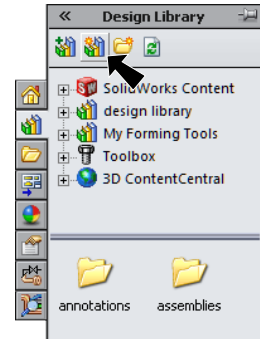 « Design Library
SolidWorks Content
design library
My Forming Tools
Toolbox
3D ContentCentral
annotations assemblies